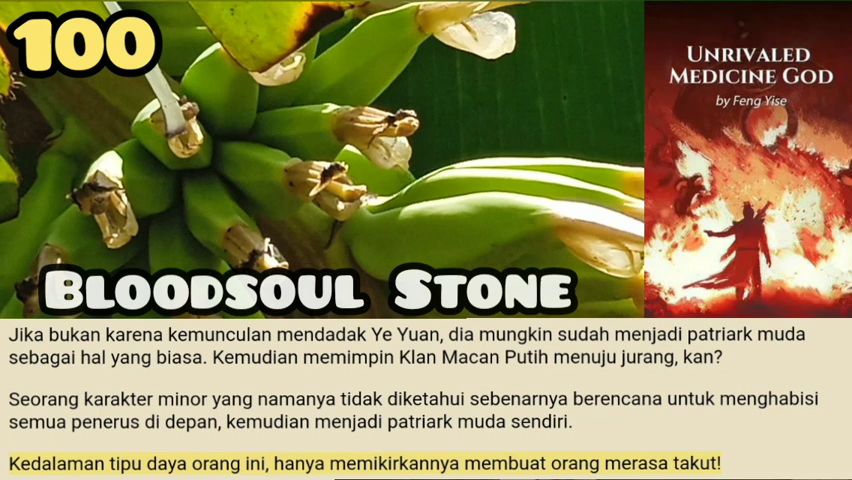 100
UNRIVALED
MEDICINE GOD
by Feng Yise
BLOODSOUL STONE
Jika bukan karena kemunculan mendadak Ye Yuan, dia mungkin sudah menjadi patriark muda
sebagai hal yang biasa. Kemudian memimpin Klan Macan Putih menuju jurang, kan?
Seorang karakter minor yang namanya tidak diketahui sebenarnya berencana untuk menghabisi
semua penerus di depan, kemudian menjadi patriark muda sendiri.
Kedalaman tipu daya orang ini, hanya memikirkannya membuat orang merasa takut!